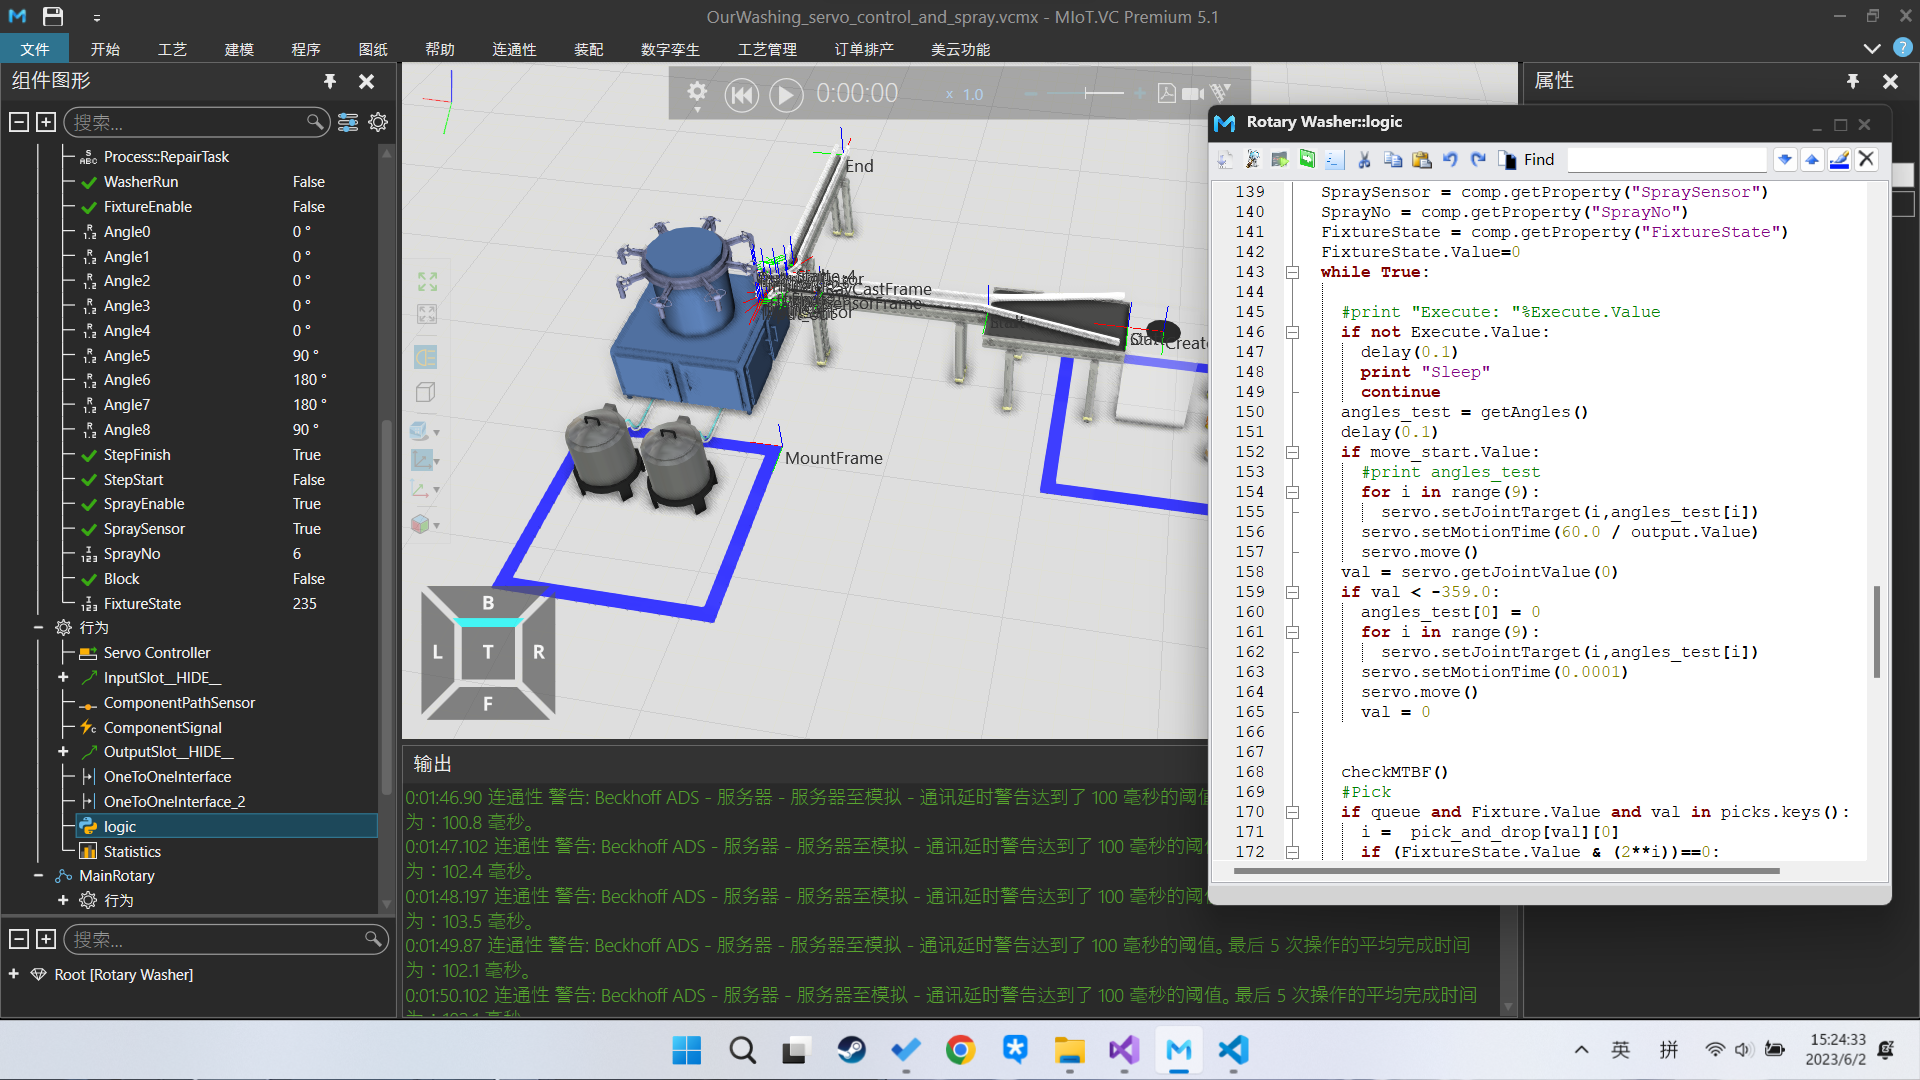 OurWashing_servo_control_and_spray.vcmx - MIoT.VC Premium 5.1
文件 开始 工艺 建模 程序 图纸 帮助 连通性 装配 数字孪生 工艺管理 订单排产 美云功能
组件图形
搜索...
Process::RepairTask
WasherRun False
FixtureEnable False
Angle0 0 °
Angle1 0 °
Angle2 0 °
Angle3 0 °
Angle4 0 °
Angle5 90 °
Angle6 180 °
Angle7 180 °
Angle8 90 °
StepFinish True
StepStart False
SprayEnable True
SpraySensor True
SprayNo 6
Block False
FixtureState 235
行为
Servo Controller
InputSlot__HIDE__
ComponentPathSensor
ComponentSignal
OutputSlot__HIDE__
OneToOneInterface
OneToOneInterface_2
logic
Statistics
MainRotary
行为
搜索...
Root [Rotary Washer]
0:00:00 x 1.0
End
MountFrame
B
L T R
F
输出
0:01:46.90 连通性 警告: Beckhoff ADS - 服务器 - 服务器至模拟 - 通讯延时警告达到了 100 毫秒的阈
为：100.8 毫秒。
0:01:47.102 连通性 警告: Beckhoff ADS - 服务器 - 服务器至模拟 - 通讯延时警告达到了 100 毫秒的阈
为：102.4 毫秒。
0:01:48.197 连通性 警告: Beckhoff ADS - 服务器 - 服务器至模拟 - 通讯延时警告达到了 100 毫秒的阈
为：103.5 毫秒。
0:01:49.87 连通性 警告: Beckhoff ADS - 服务器 - 服务器至模拟 - 通讯延时警告达到了 100 毫秒的阈值。最后 5 次操作的平均完成时间
为：102.1 毫秒。
0:01:50.102 连通性 警告: Beckhoff ADS - 服务器 - 服务器至模拟 - 通讯延时警告达到了 100 毫秒的阈值。最后 5 次操作的平均完成时间
属性
Rotary Washer::logic
Find
139 SpraySensor = comp.getProperty("SpraySensor")
140 SprayNo = comp.getProperty("SprayNo")
141 FixtureState = comp.getProperty("FixtureState")
142 FixtureState.Value=0
143 while True:
144
145 #print "Execute: "%Execute.Value
146 if not Execute.Value:
147 delay(0.1)
148 print "Sleep"
149 continue
150 angles_test = getAngles()
151 delay(0.1)
152 if move_start.Value:
153 #print angles_test
154 for i in range(9):
155 servo.setJointTarget(i,angles_test[i])
156 servo.setMotionTime(60.0 / output.Value)
157 servo.move()
158 val = servo.getJointValue(0)
159 if val < -359.0:
160 angles_test[0] = 0
161 for i in range(9):
162 servo.setJointTarget(i,angles_test[i])
163 servo.setMotionTime(0.0001)
164 servo.move()
165 val = 0
166
167
168 checkMTBF()
169 #Pick
170 if queue and Fixture.Value and val in picks.keys():
171 i =  pick_and_drop[val][0]
172 if (FixtureState.Value & (2**i))==0:
英 拼 15:24:33
2023/6/2